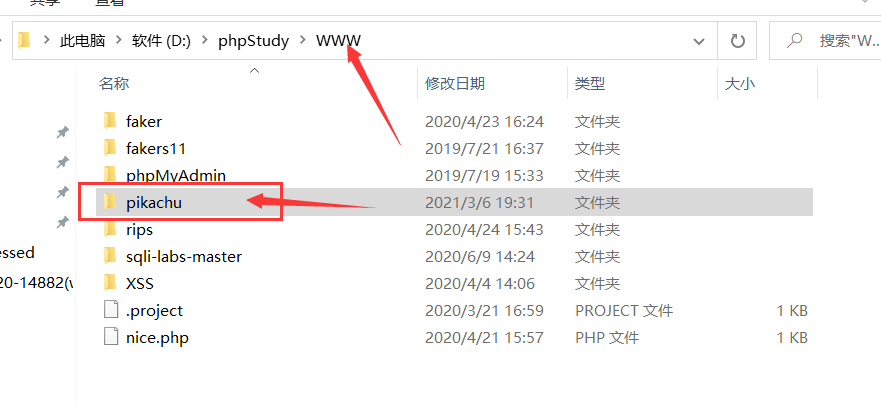 共享 查看
此电脑 > 软件 (D:) > phpStudy > WWW 搜索"W...
名称 修改日期 类型 大小
faker 2020/4/23 16:24 文件夹
fakers11 2019/7/21 16:37 文件夹
phpMyAdmin 2019/7/19 15:33 文件夹
pikachu 2021/3/6 19:31 文件夹
rips 2020/4/24 15:43 文件夹
essed
sqli-labs-master 2020/6/9 14:24 文件夹
20-14882(w
XSS 2020/4/4 14:06 文件夹
.project 2020/3/21 16:59 PROJECT 文件 1 KB
nice.php 2020/4/21 15:57 PHP 文件 1 KB